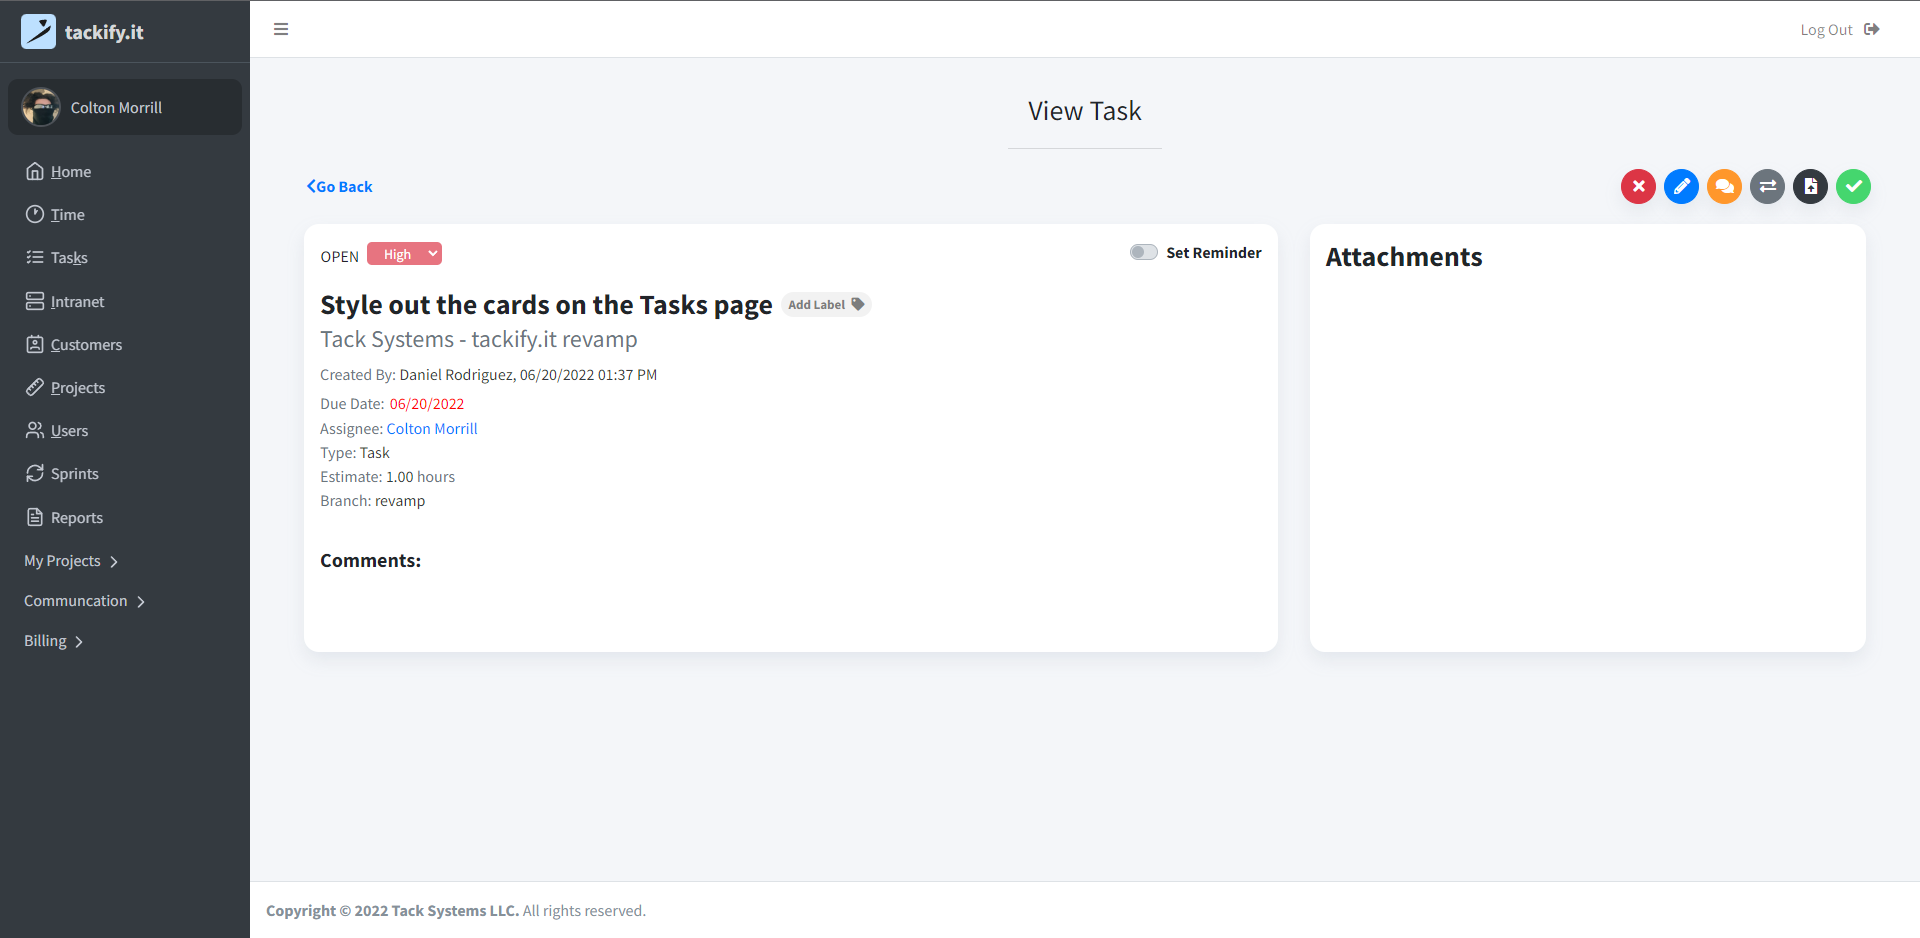 tackify.it
Log Out
Colton Morrill
Home
Time
Tasks
Intranet
Customers
Projects
Users
Sprints
Reports
My Projects
Communcation
Billing
View Task
Go Back
OPEN High
Set Reminder
Style out the cards on the Tasks page Add Label
Tack Systems - tackify.it revamp
Created By: Daniel Rodriguez, 06/20/2022 01:37 PM
Due Date: 06/20/2022
Assignee: Colton Morrill
Type: Task
Estimate: 1.00 hours
Branch: revamp
Comments:
Attachments
Copyright © 2022 Tack Systems LLC. All rights reserved.